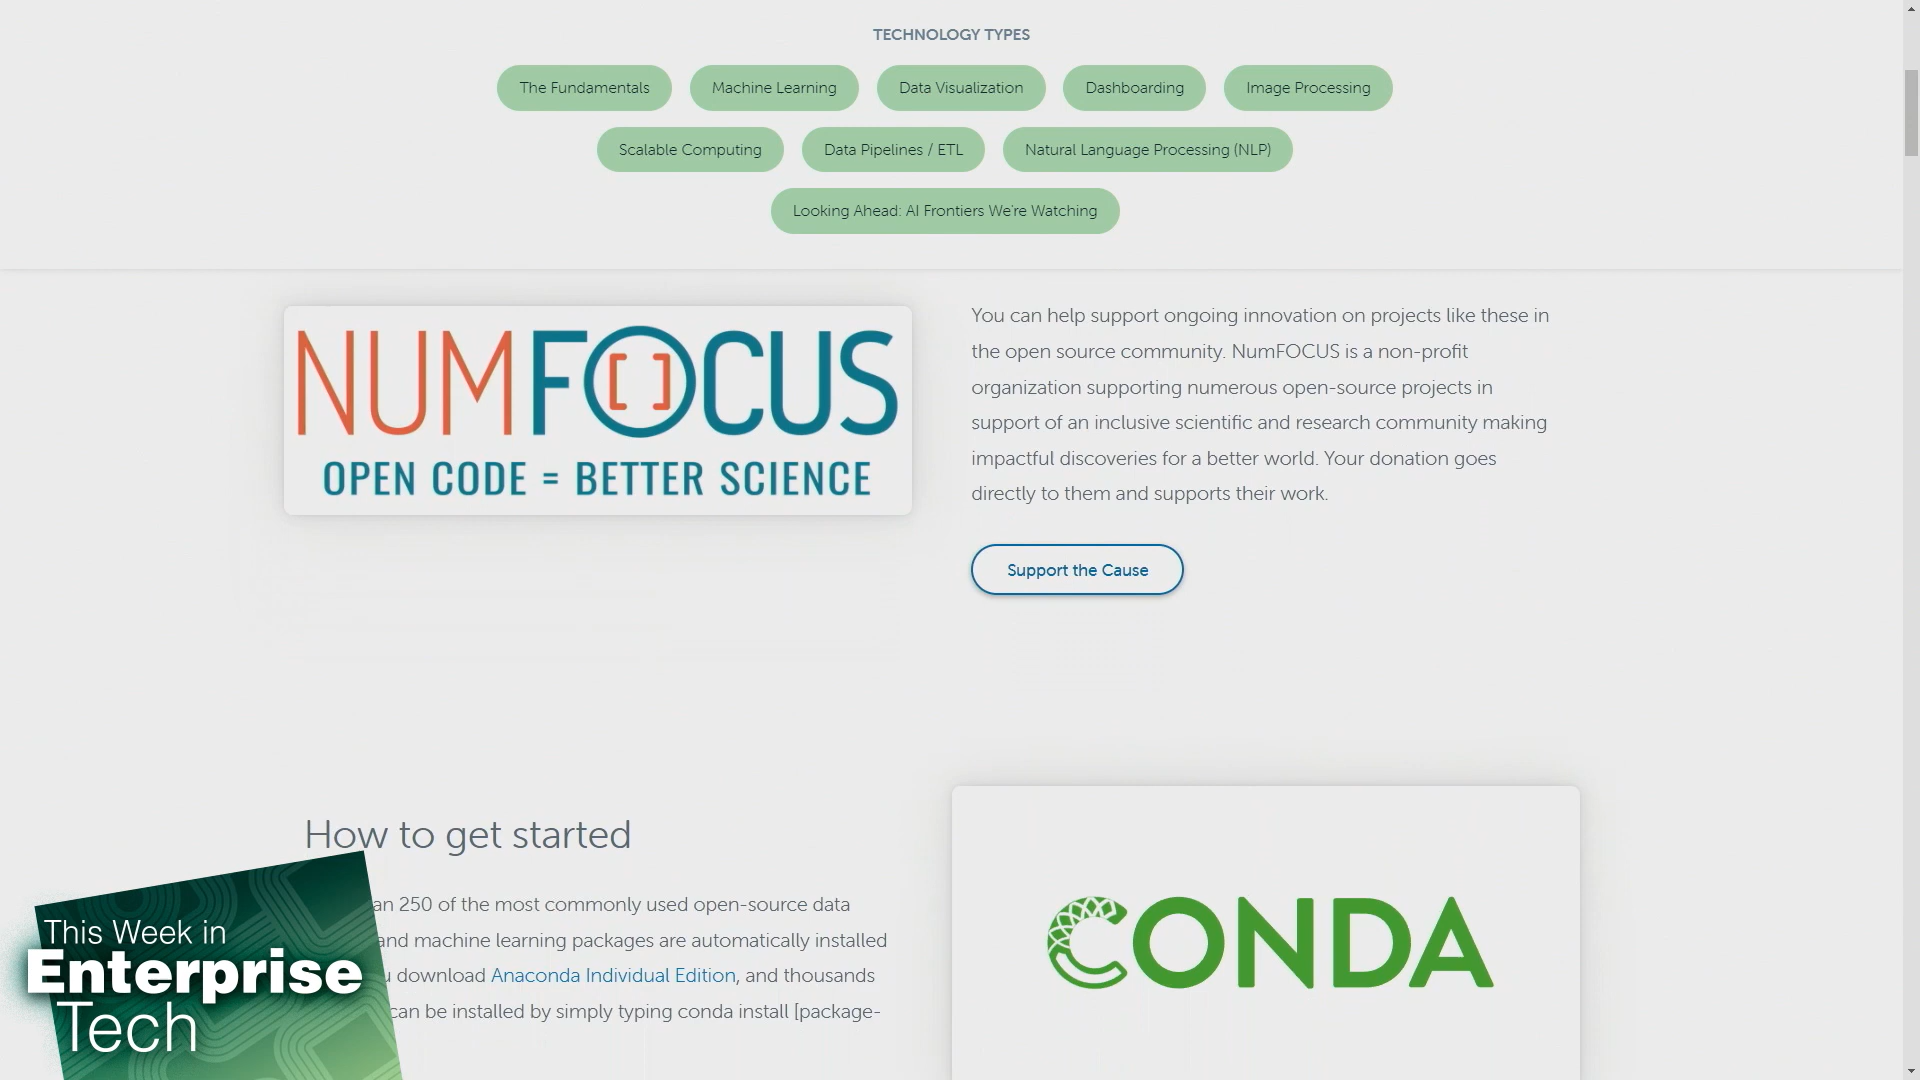 TECHNOLOGY TYPES
The Fundamentals
Machine Learning
Data Visualization
Dashboarding
Image Processing
Scalable Computing
Data Pipelines / ETL
Natural Language Processing (NLP)
Looking Ahead: AI Frontiers We're Watching
NUMFOCUS
OPEN CODE = BETTER SCIENCE
You can help support ongoing innovation on projects like these in
the open source community. NumFOCUS is a non-profit
organization supporting numerous open-source projects in
support of an inclusive scientific and research community making
impactful discoveries for a better world. Your donation goes
directly to them and supports their work.
Support the Cause
How to get started
250 of the most commonly used open-source data
and machine learning packages are automatically installed
download Anaconda Individual Edition, and thousands
can be installed by simply typing conda install [package-
CONDA
This Week in
Enterprise
Tech